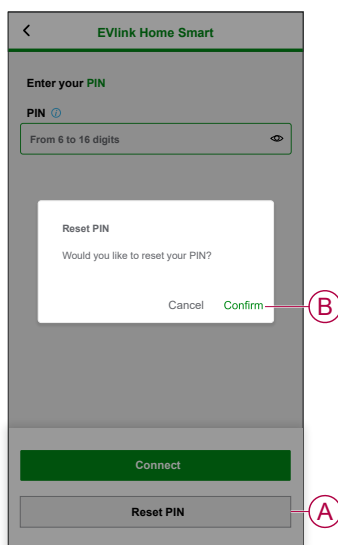 EVlink Home Smart
Enter your PIN
PIN
From 6 to 16 digits
Reset PIN
Would you like to reset your PIN?
Cancel Confirm
B
Connect
Reset PIN
A